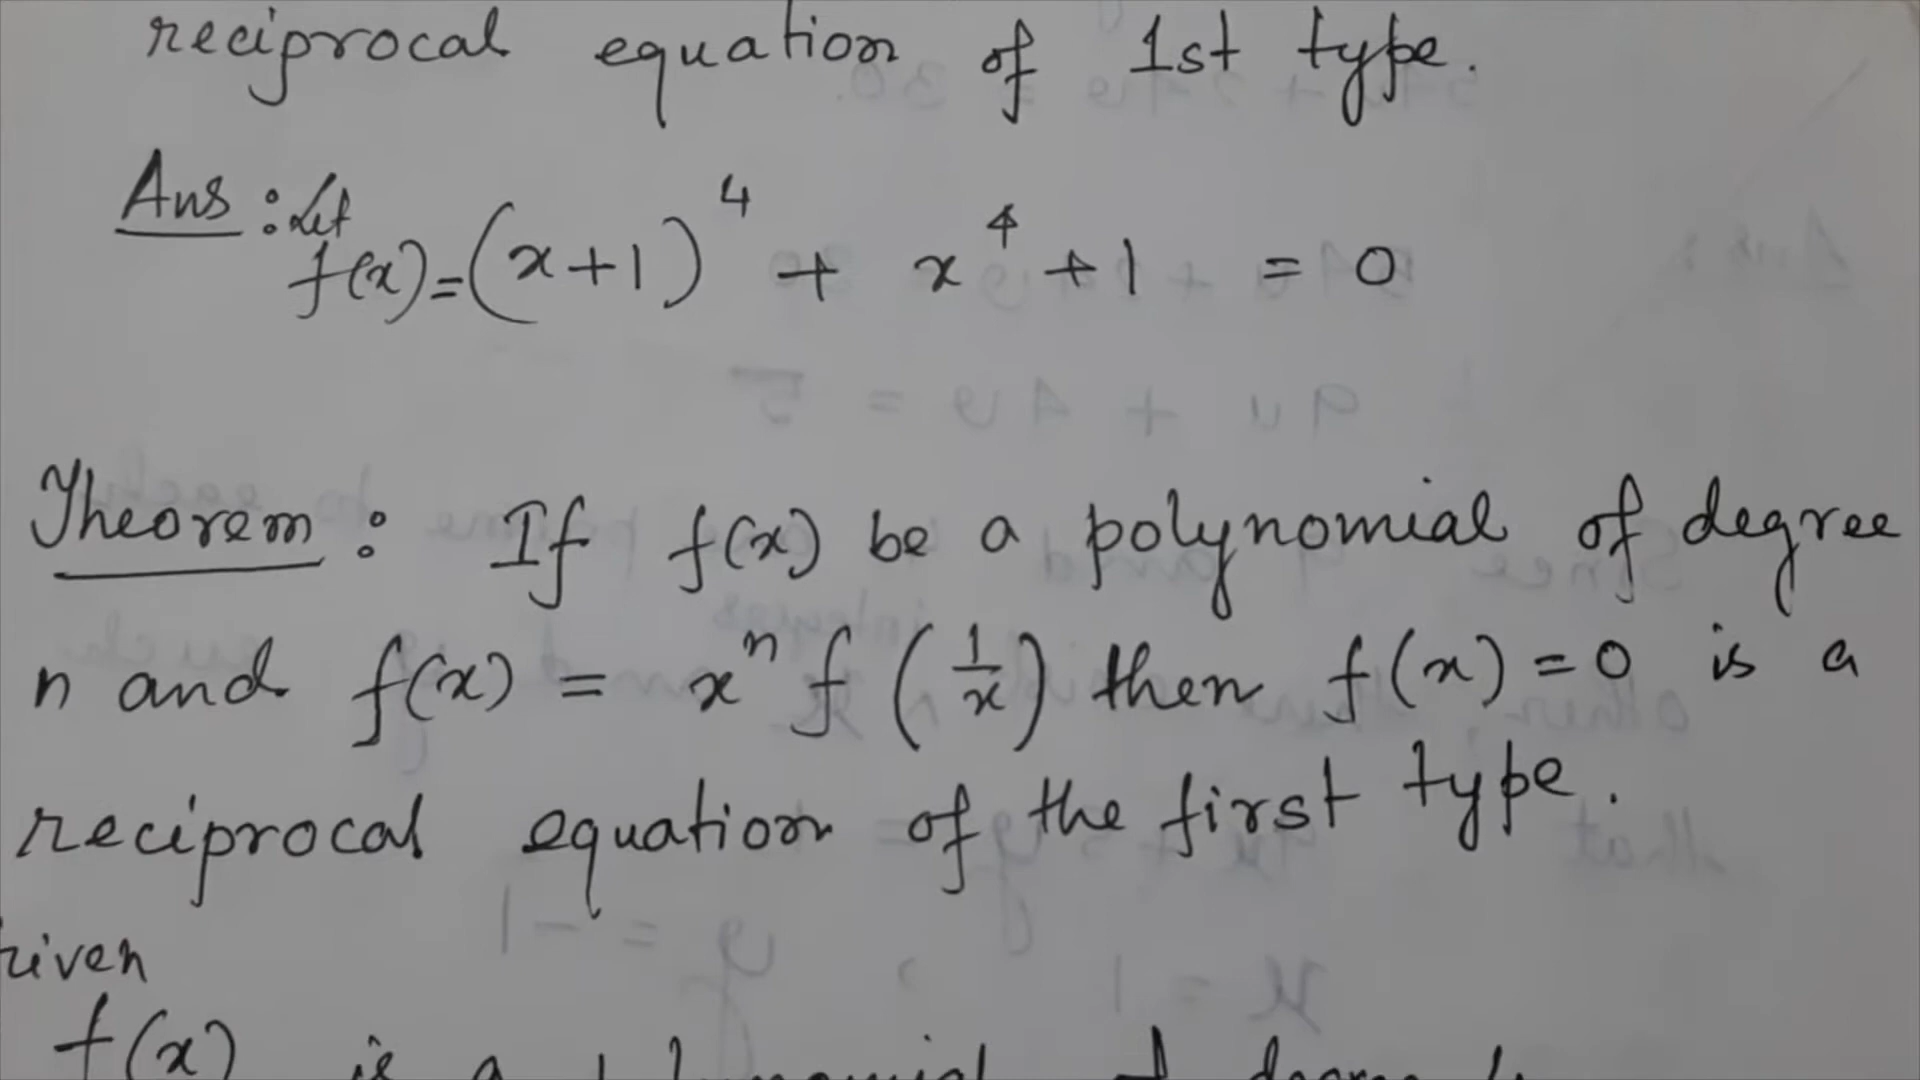 reciprocal equation of 1st type.
Ans : Let
f(x) = (x+1)⁴ + x⁴ + 1 = 0
Theorem : If f(x) be a polynomial of degree
n and f(x) = xⁿ f(1/x) then f(x) = 0 is a
reciprocal equation of the first type.
f(x) is a